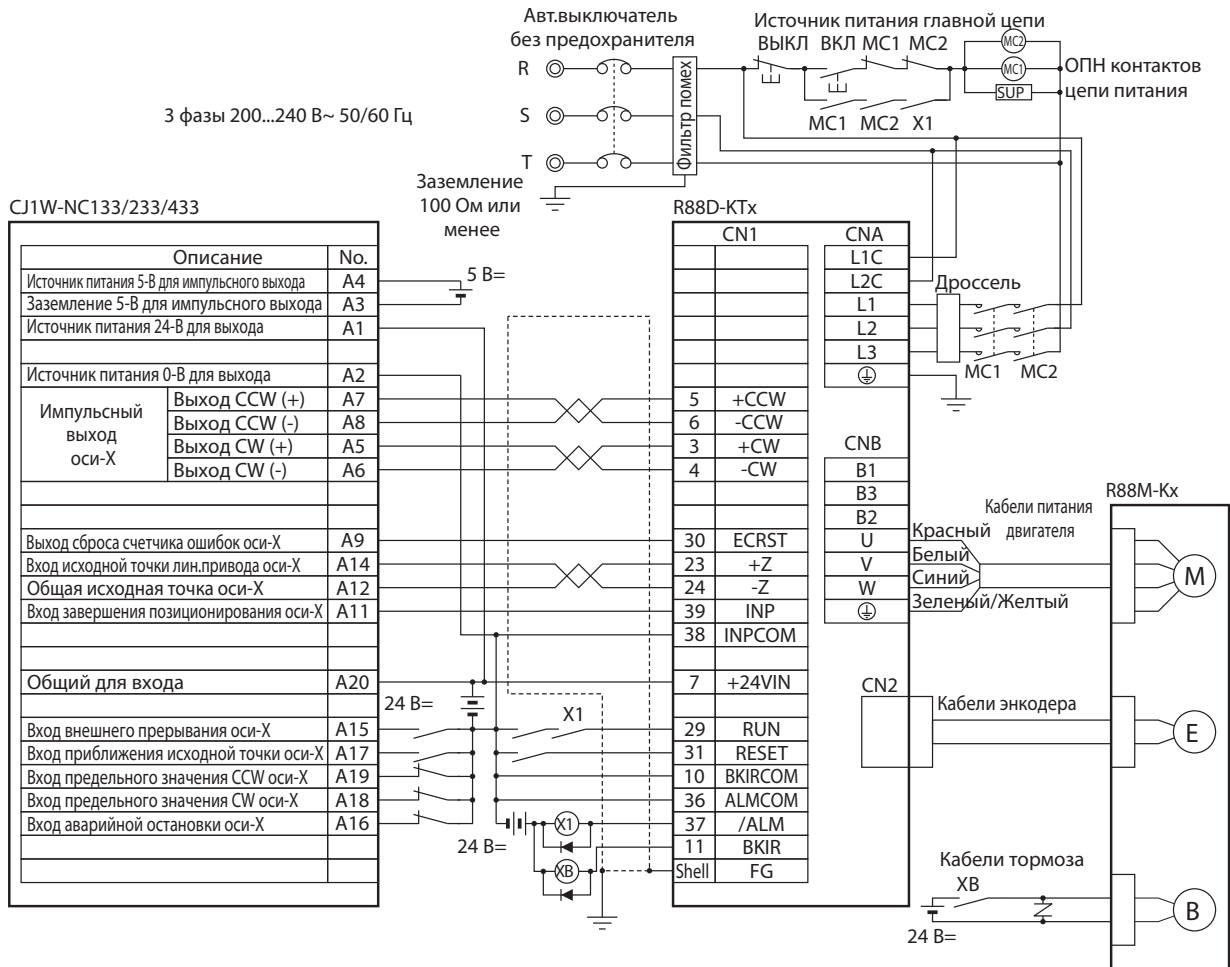 Авт.выключатель
без предохранителя
Источник питания главной цепи
ВЫКЛ ВКЛ MC1 MC2
MC2
R
MC1
ОПН контактов
цепи питания
SUP
3 фазы 200...240 В~ 50/60 Гц
S
Фильтр помех
MC1 MC2 X1
T
Заземление
100 Ом или
менее
CJ1W-NC133/233/433
Описание No.
Источник питания 5-В для импульсного выхода A4
Заземление 5-В для импульсного выхода A3
Источник питания 24-В для выхода A1
Источник питания 0-В для выхода A2
Импульсный
выход
оси-X
Выход CCW (+) A7
Выход CCW (-) A8
Выход CW (+) A5
Выход CW (-) A6
Выход сброса счетчика ошибок оси-X A9
Вход исходной точки лин.привода оси-X A14
Общая исходная точка оси-X A12
Вход завершения позиционирования оси-X A11
Общий для входа A20
Вход внешнего прерывания оси-X A15
Вход приближения исходной точки оси-X A17
Вход предельного значения CCW оси-X A19
Вход предельного значения CW оси-X A18
Вход аварийной остановки оси-X A16
5 В=
24 В=
X1
X1
24 В=
XB
R88D-KTx
CN1
5 +CCW
6 -CCW
3 +CW
4 -CW
30 ECRST
23 +Z
24 -Z
39 INP
38 INPCOM
7 +24VIN
29 RUN
31 RESET
10 BKIRCOM
36 ALMCOM
37 /ALM
11 BKIR
Shell FG
CNA
L1C
L2C
L1
L2
L3
Дроссель
MC1 MC2
CNB
B1
B3
B2
U
V
W
Красный
Белый
Синий
Зеленый/Желтый
Кабели питания
двигателя
R88M-Kx
M
CN2
Кабели энкодера
E
Кабели тормоза
XB
24 В=
B